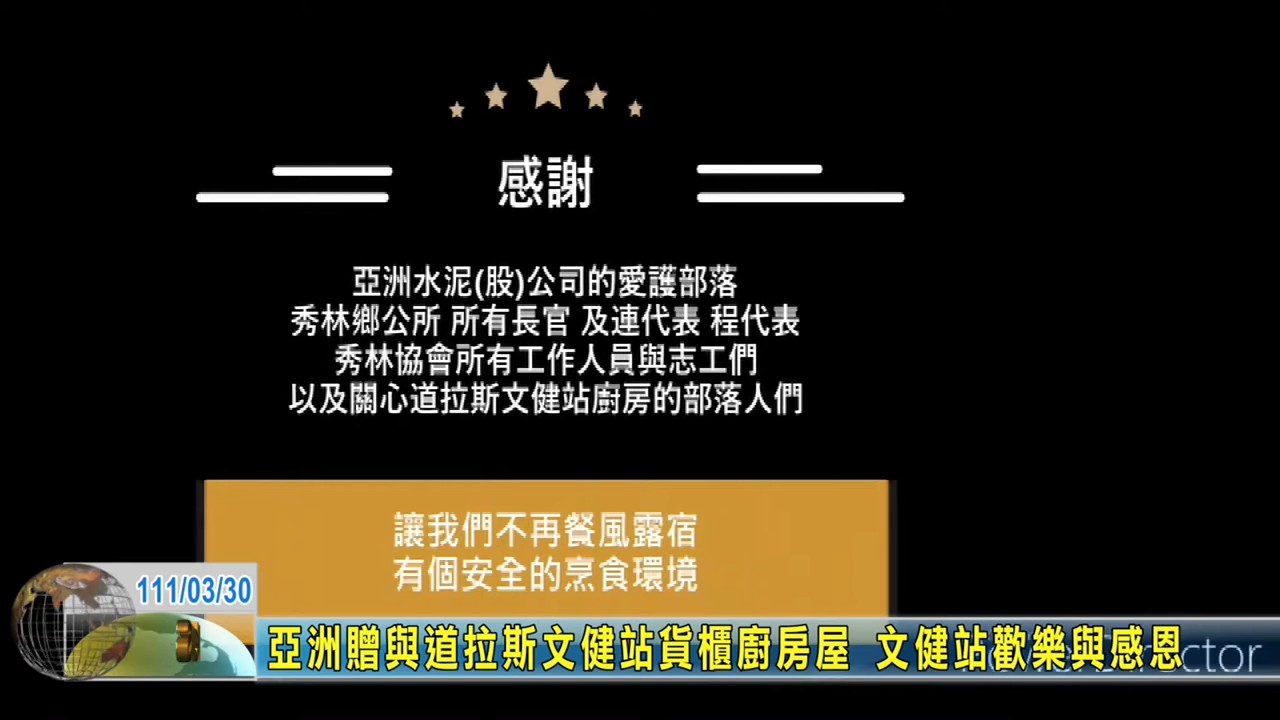 感謝
亞洲水泥(股)公司的愛護部落
秀林鄉公所 所有長官 及連代表 程代表
秀林協會所有工作人員與志工們
以及關心道拉斯文健站廚房的部落人們
讓我們不再餐風露宿
有個安全的烹食環境
111/03/30
亞洲贈與道拉斯文健站貨櫃廚房屋 文健站歡樂與感恩